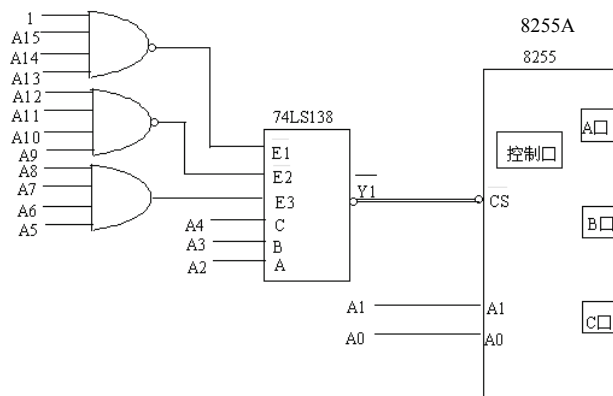 8255A
8255
1
A15
A14
A13
A12
A11
A10
A9
A8
A7
A6
A5
74LS138
E1
E2
E3
C
B
A
A4
A3
A2
Y1
CS
控制口
A口
B口
C口
A1
A0
A1
A0